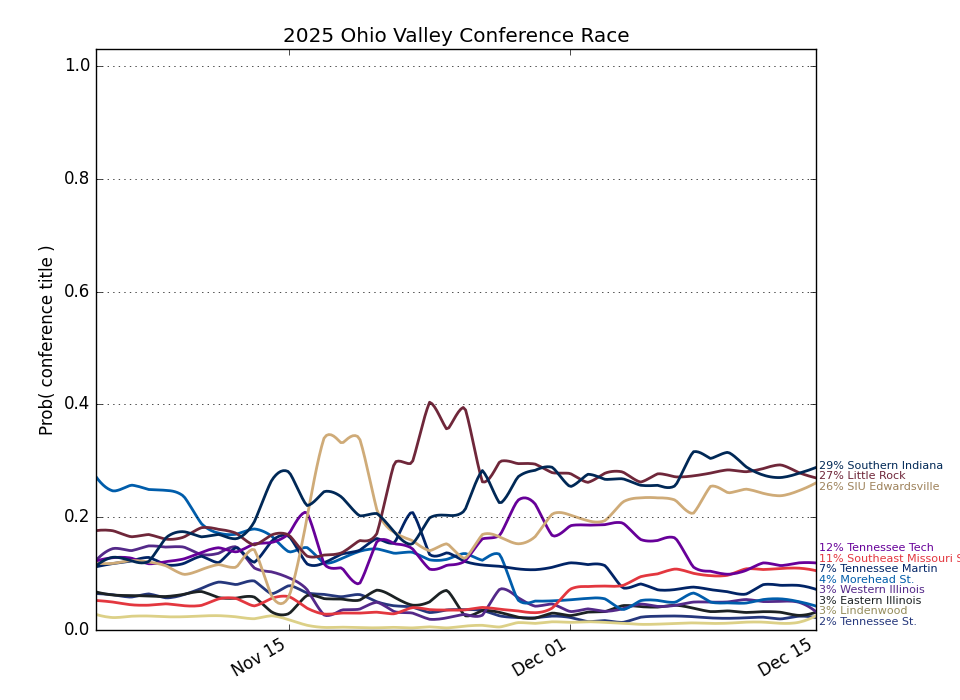 2025 Ohio Valley Conference Race
Prob( conference title )
1.0
0.8
0.6
0.4
0.2
0.0
Nov 15
Dec 01
Dec 15
29% Southern Indiana
27% Little Rock
26% SIU Edwardsville
12% Tennessee Tech
11% Southeast Missouri S
7% Tennessee Martin
4% Morehead St.
3% Western Illinois
3% Eastern Illinois
3% Lindenwood
2% Tennessee St.